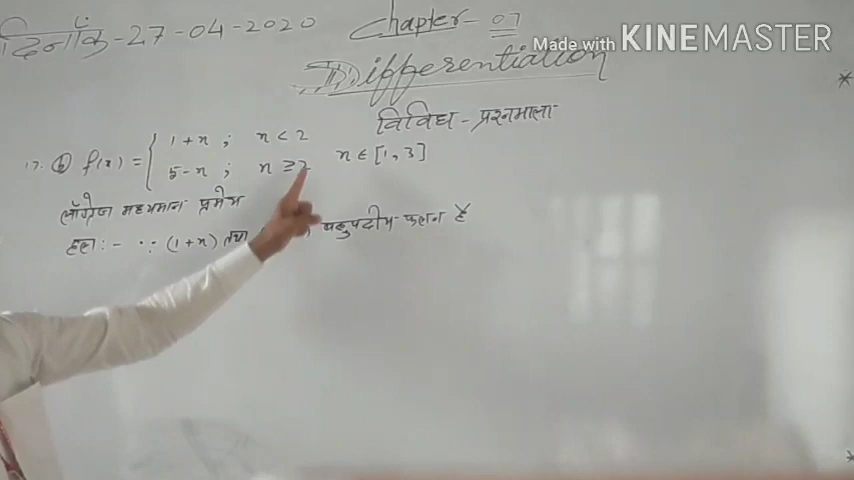 दिनाँक-27-04-2020
Chapter-07
Made with KINEMASTER
Differentiation
विविध-प्रश्नमाला
17. (b) f(x) = { 1+x ; x < 2
5-x ; x ≥ 2 x ∈ [1, 3]
लॉग्रेंज मध्यमान प्रमेय
हल :- ∵ (1+x) तथा बहुपदीय फलन है